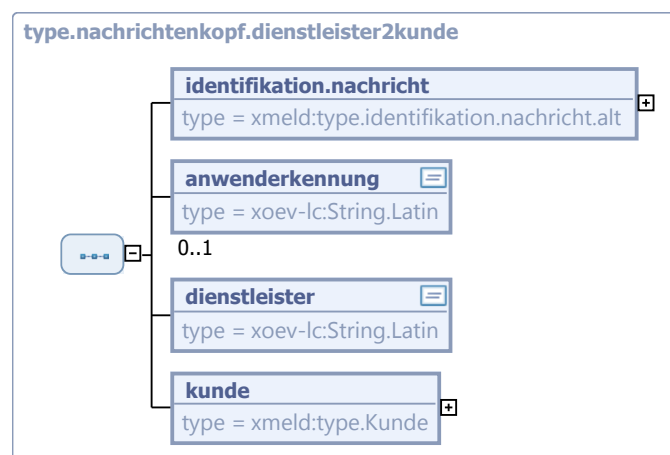 type.nachrichtenkopf.dienstleister2kunde
identifikation.nachricht
type = xmeld:type.identifikation.nachricht.alt
anwenderkennung
type = xoev-lc:String.Latin
0..1
dienstleister
type = xoev-lc:String.Latin
kunde
type = xmeld:type.Kunde